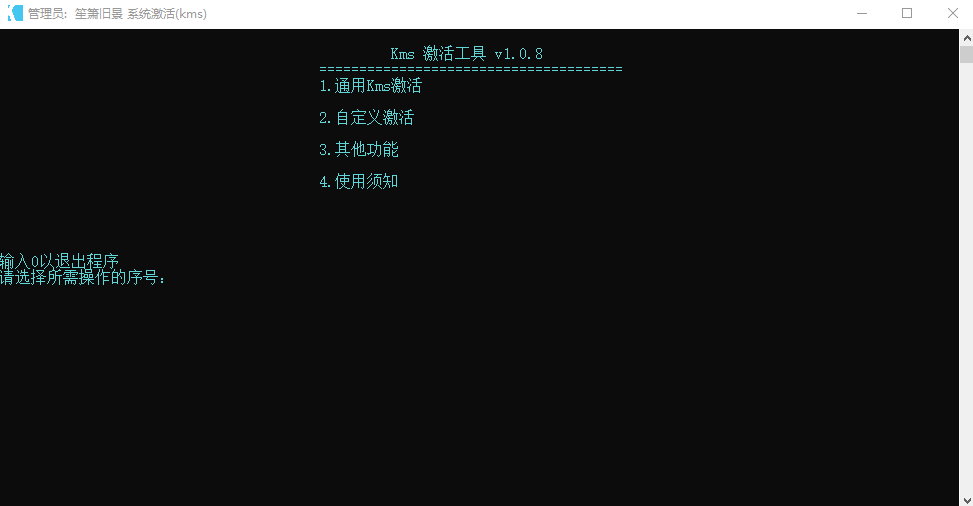 管理员: 笙箫旧景 系统激活(kms)
Kms 激活工具 v1.0.8
======================================
1.通用Kms激活
2.自定义激活
3.其他功能
4.使用须知
输入0以退出程序
请选择所需操作的序号: